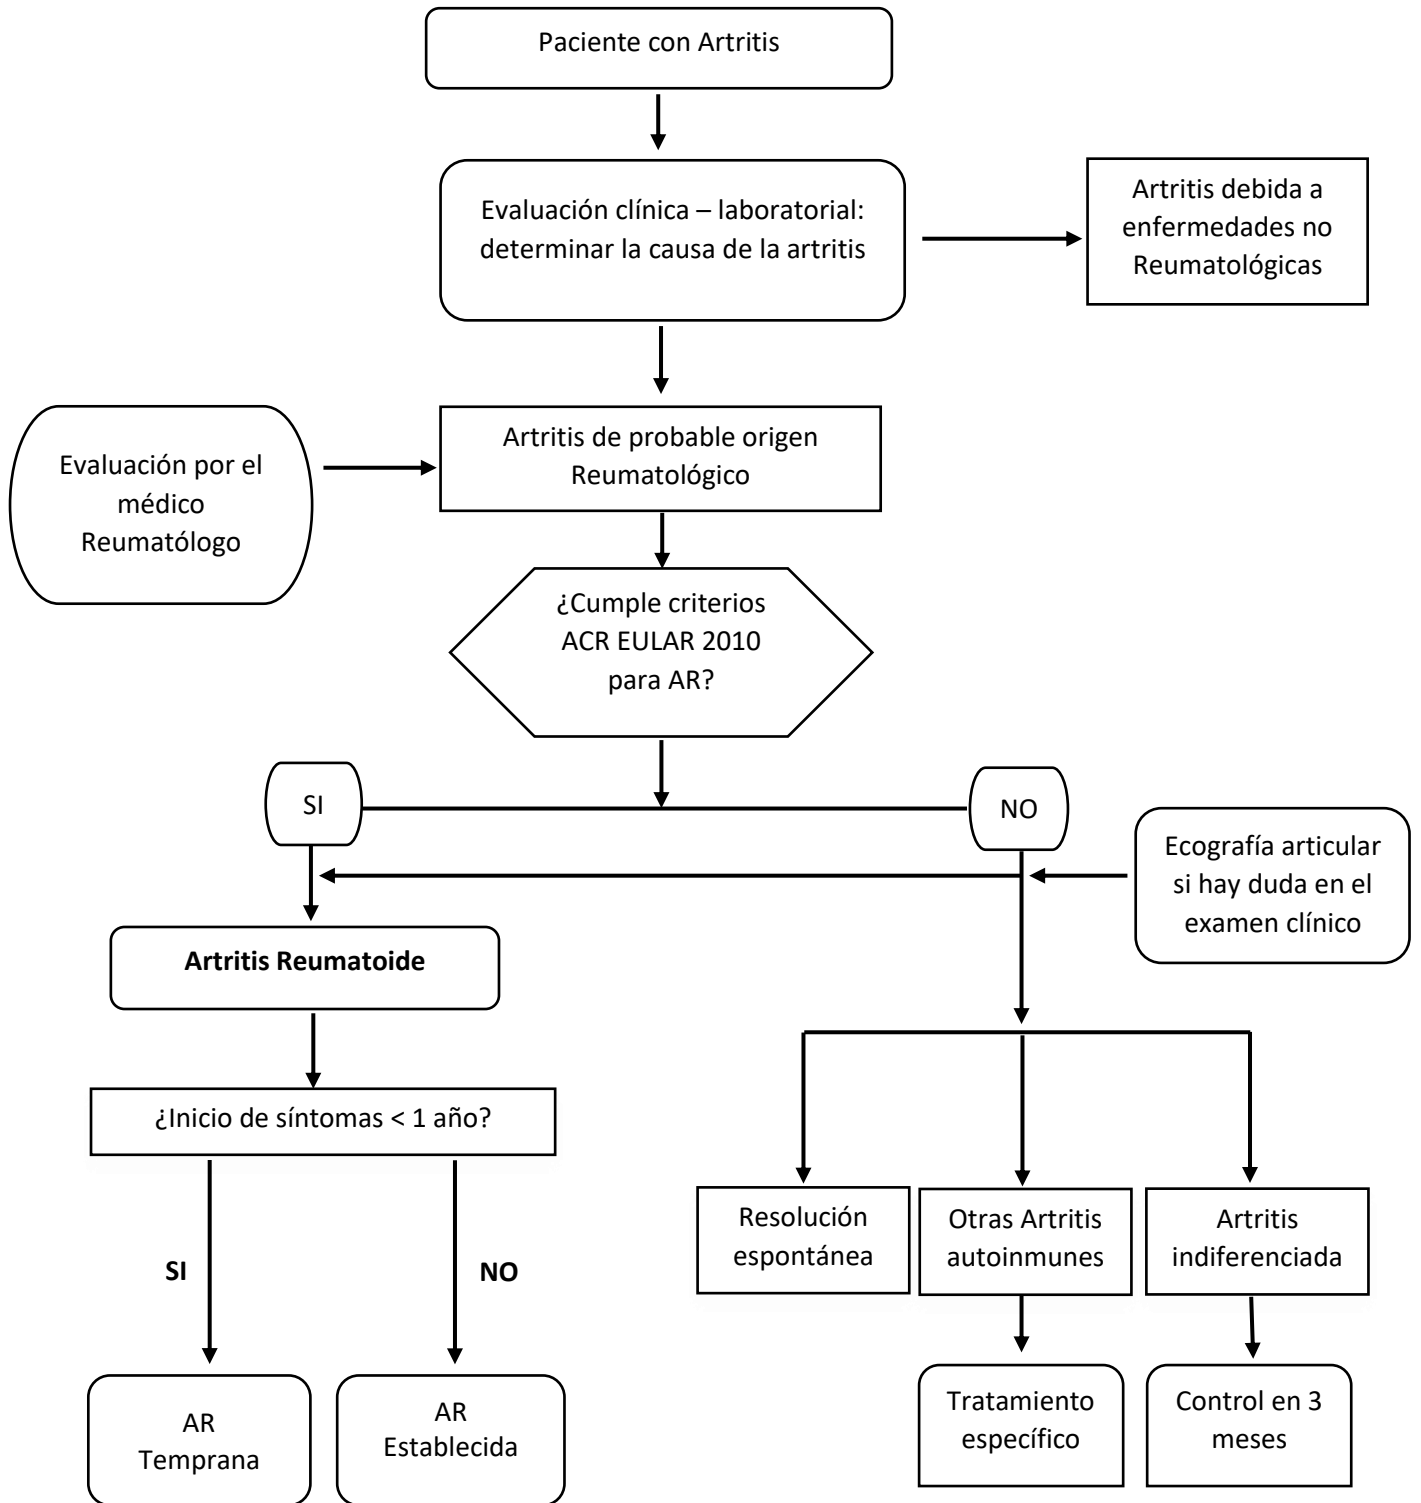 Paciente con Artritis
Evaluación clínica – laboratorial:
determinar la causa de la artritis
Artritis debida a
enfermedades no
Reumatológicas
Evaluación por el
médico
Reumatólogo
Artritis de probable origen
Reumatológico
¿Cumple criterios
ACR EULAR 2010
para AR?
SI
NO
Ecografía articular
si hay duda en el
examen clínico
Artritis Reumatoide
¿Inicio de síntomas < 1 año?
SI
NO
AR
Temprana
AR
Establecida
Resolución
espontánea
Otras Artritis
autoinmunes
Artritis
indiferenciada
Tratamiento
específico
Control en 3
meses